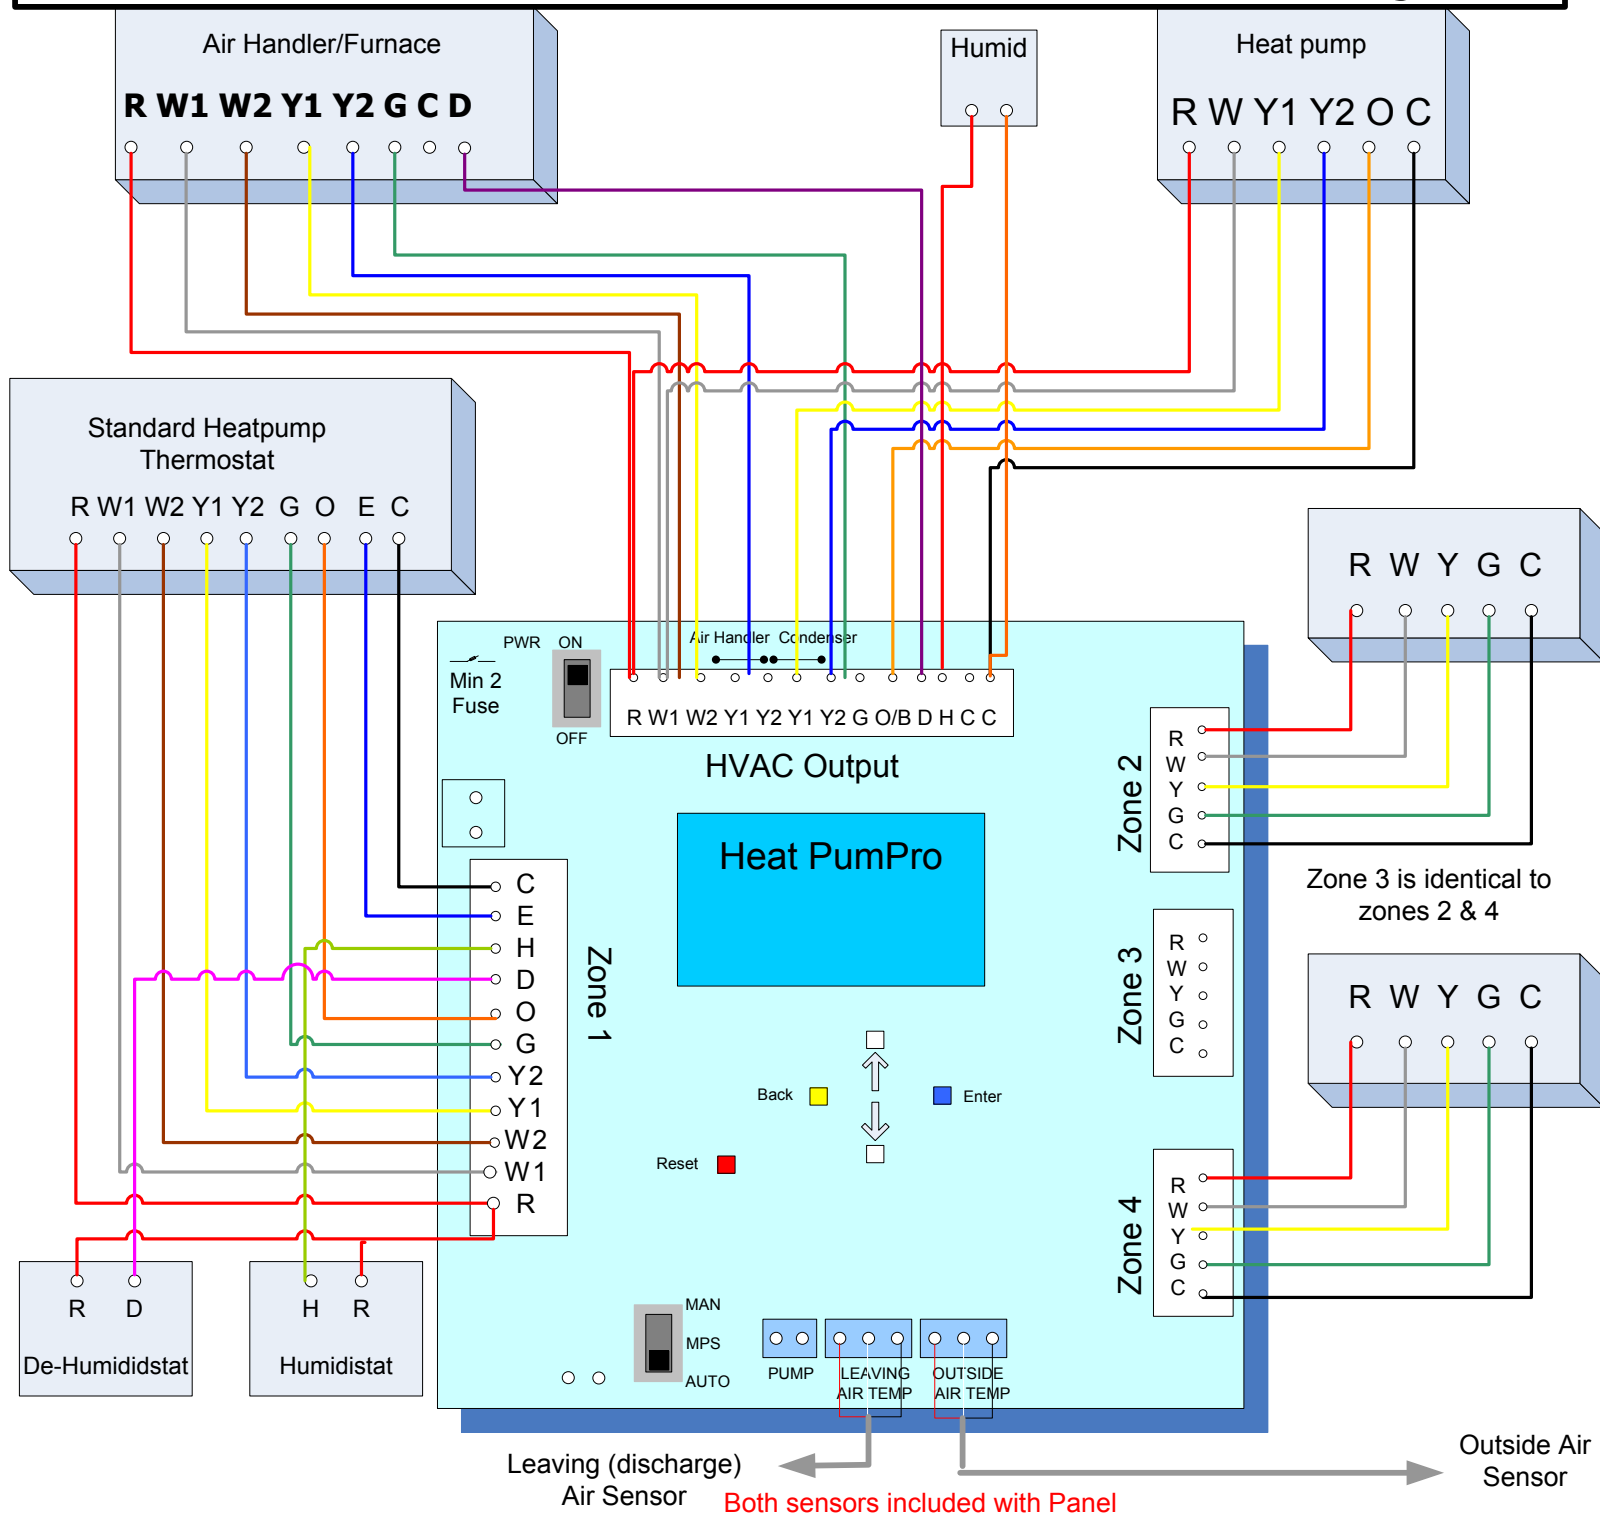 Air Handler/Furnace
R W1 W2 Y1 Y2 G C D
Humid
Heat pump
R W Y1 Y2 O C
Standard Heatpump
Thermostat
R W1 W2 Y1 Y2 G O E C
R W Y G C
PWR ON
Min 2
Fuse
OFF
Air Handler Condenser
R W1 W2 Y1 Y2 Y1 Y2 G O/B D H C C
HVAC Output
Heat PumPro
Zone 2
R
W
Y
G
C
Zone 3 is identical to
zones 2 & 4
Zone 1
C
E
H
D
O
G
Y2
Y1
W2
W1
R
Zone 3
R
W
Y
G
C
R W Y G C
Back
Enter
Reset
Zone 4
R
W
Y
G
C
R D
De-Humididstat
H R
Humidistat
MAN
MPS
AUTO
PUMP
LEAVING
AIR TEMP
OUTSIDE
AIR TEMP
Leaving (discharge)
Air Sensor
Both sensors included with Panel
Outside Air
Sensor